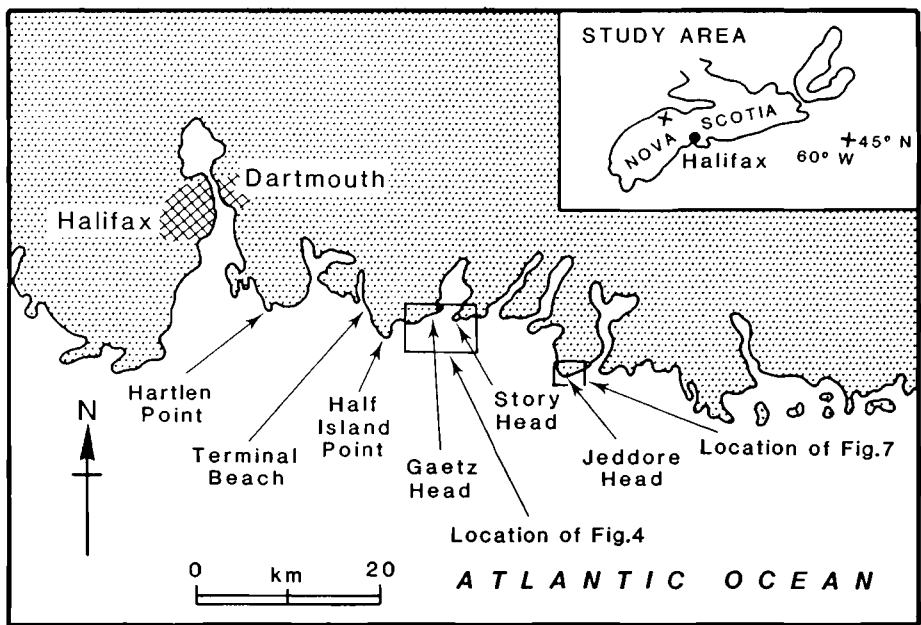 STUDY AREA
NOVA SCOTIA
Halifax
60° W
45° N
Dartmouth
Halifax
Hartlen
Point
Terminal
Beach
Half
Island
Point
Gaetz
Head
Story
Head
Jeddore
Head
Location of Fig.7
Location of Fig.4
N
0 km 20
ATLANTIC OCEAN